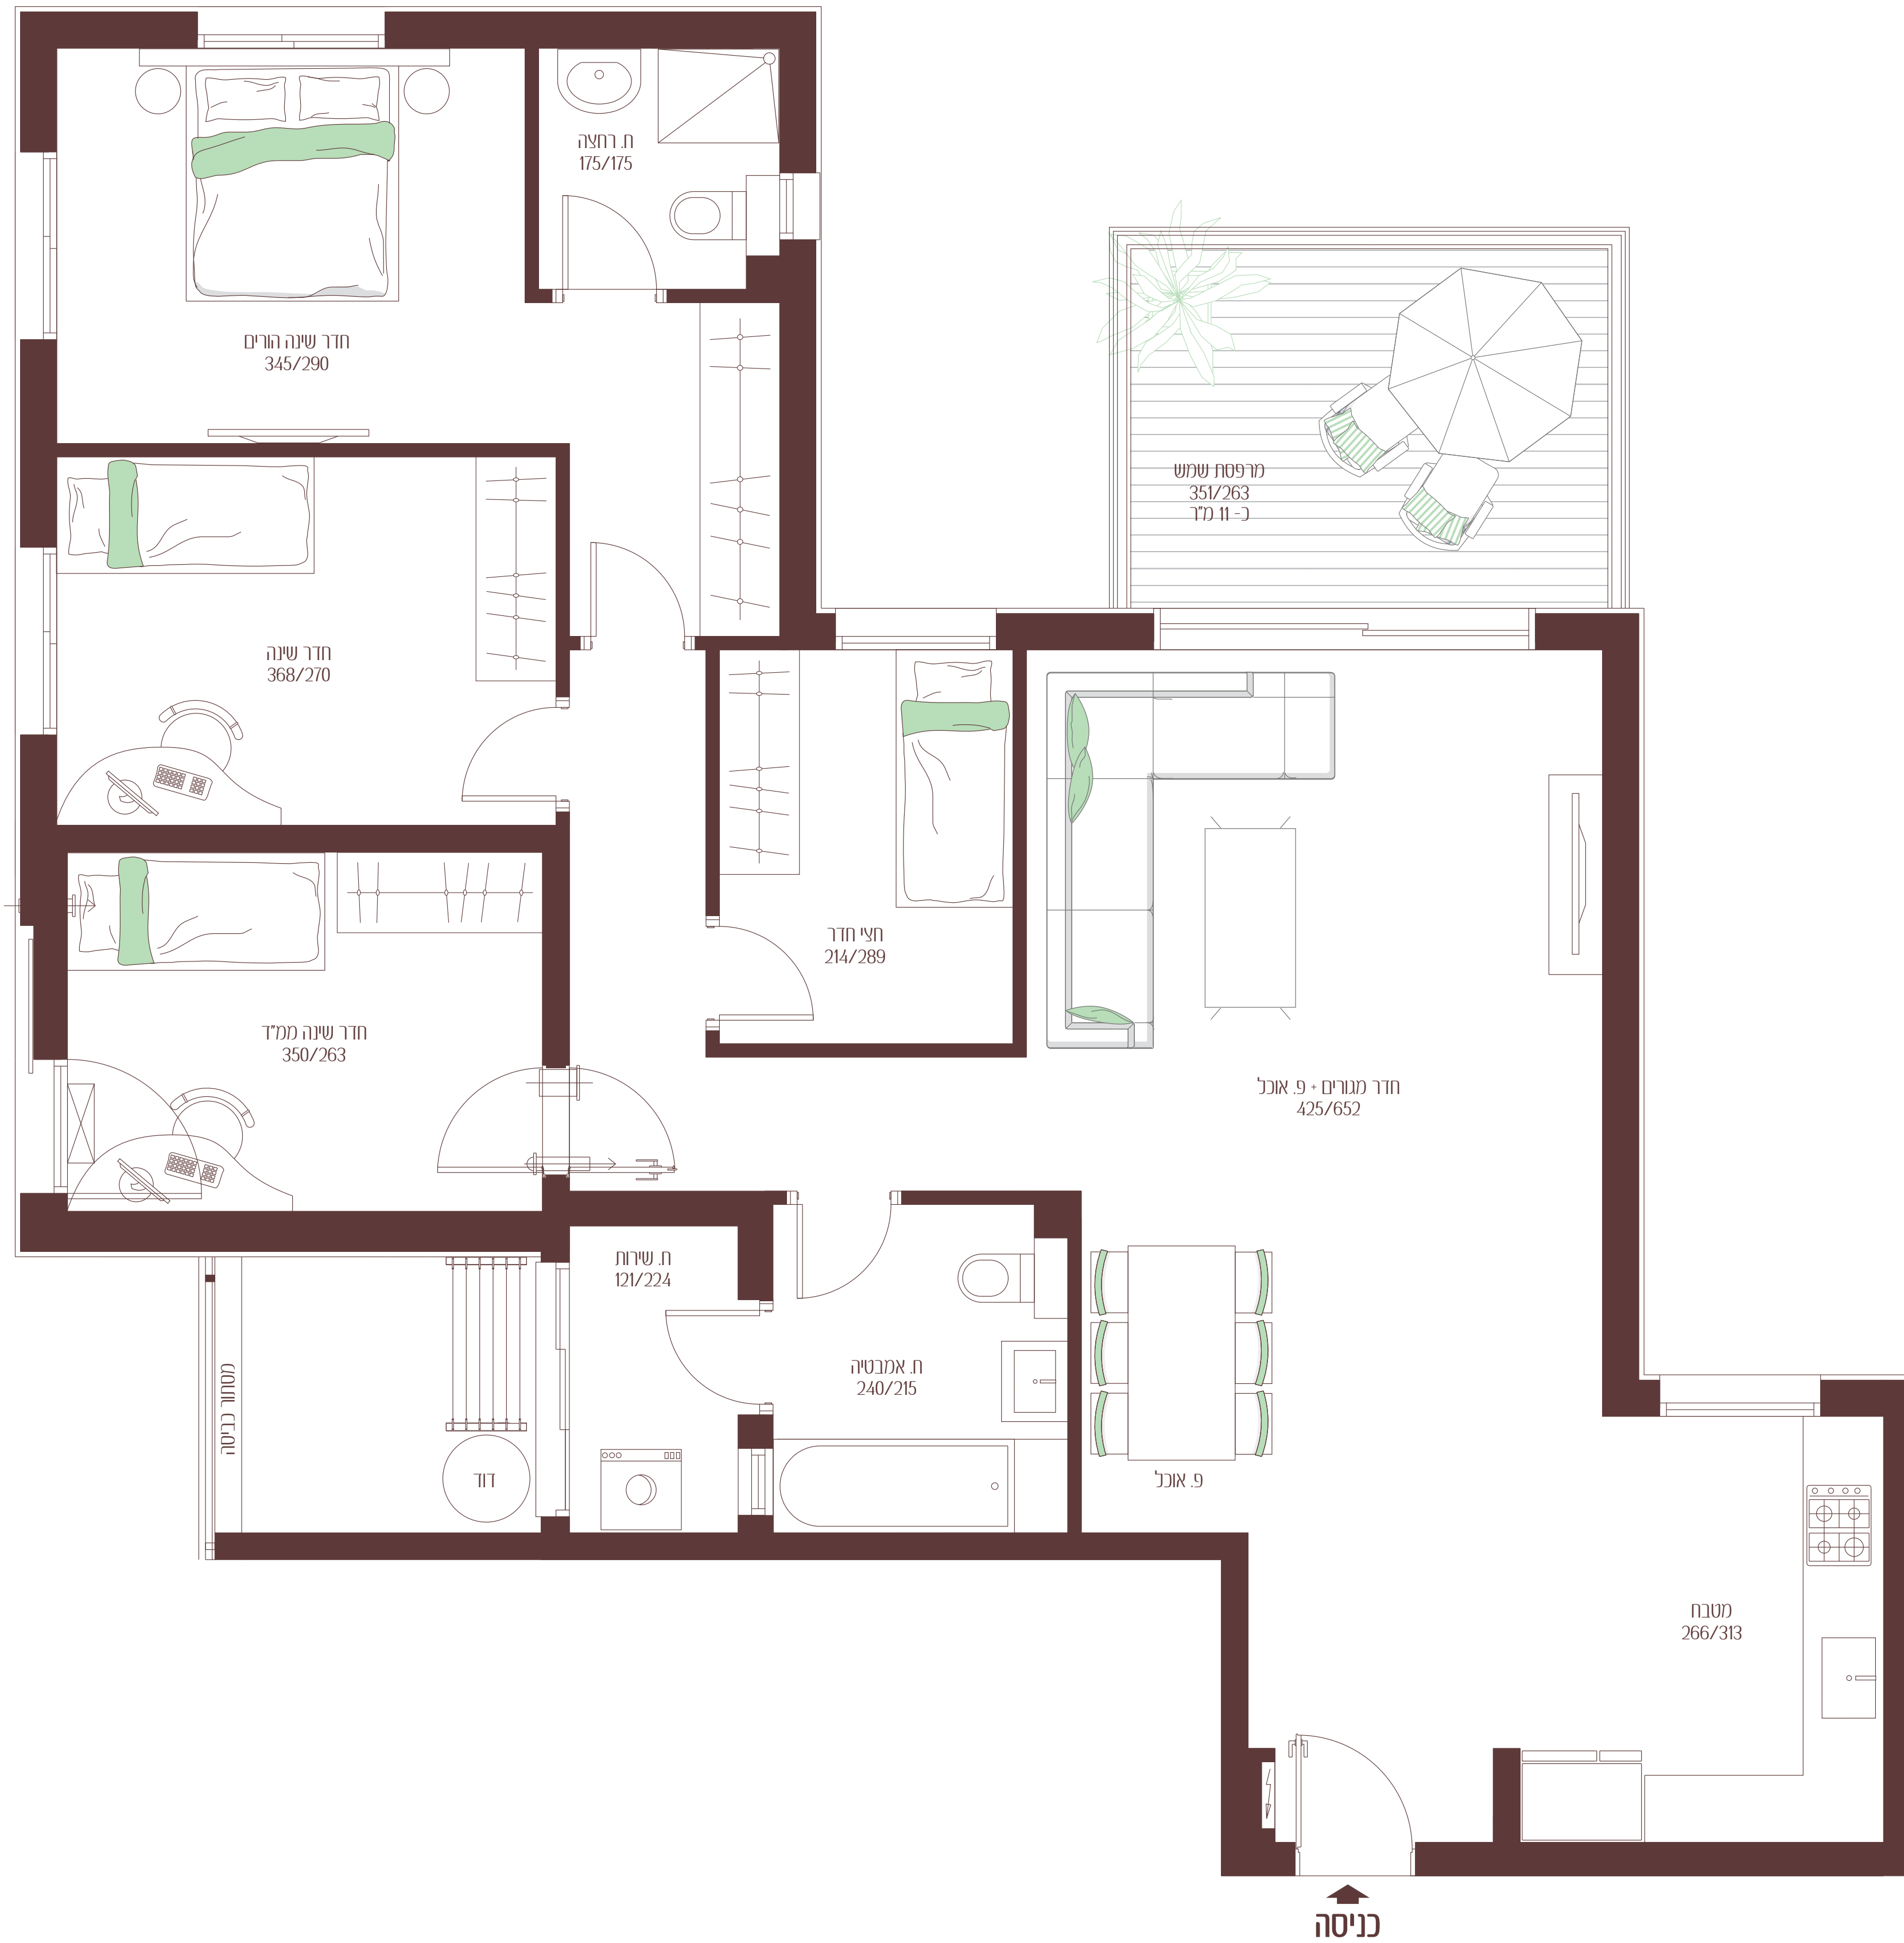 ח. רחצה
175/175
חדר שינה הורים
345/290
מרפסת שמש
351/263
כ- 11 מ"ר
חדר שינה
368/270
חצי חדר
214/289
חדר שינה ממ"ד
350/263
חדר מגורים + פ. אוכל
425/652
ח. שירות
121/224
ח. אמבטיה
240/215
מסתור כביסה
דוד
פ. אוכל
מטבח
266/313
כניסה